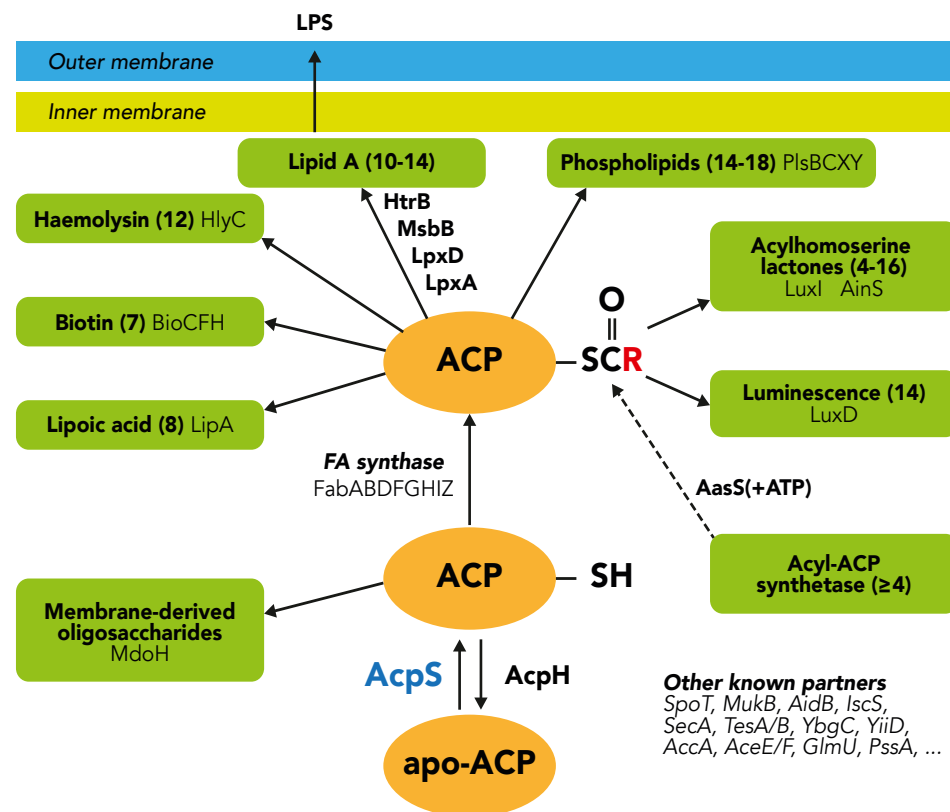 LPS
Outer membrane
Inner membrane
Lipid A (10-14)
Phospholipids (14-18) PlsBCXY
HtrB
MsbB
LpxD
LpxA
Haemolysin (12) HlyC
Acylhomoserine
lactones (4-16)
LuxI AinS
Biotin (7) BioCFH
O
ACP
SCR
Lipoic acid (8) LipA
Luminescence (14)
LuxD
FA synthase
FabABDFGHIZ
AasS(+ATP)
ACP
SH
Acyl-ACP
synthetase (≥4)
Membrane-derived
oligosaccharides
MdoH
AcpS
AcpH
apo-ACP
Other known partners
SpoT, MukB, AidB, IscS,
SecA, TesA/B, YbgC, YiiD,
AccA, AceE/F, GlmU, PssA, ...